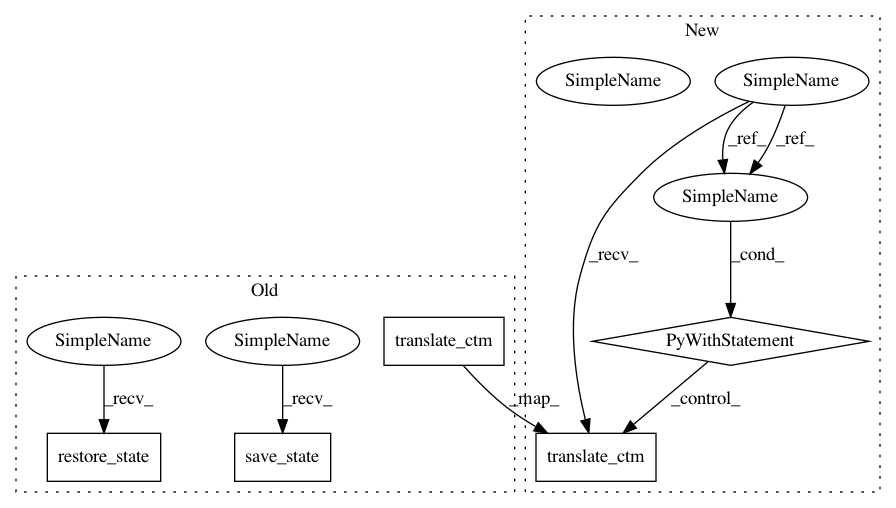 New
SimpleName
SimpleName
_ref_
_ref_
SimpleName
_recv_
_cond_
Old
SimpleName
SimpleName
translate_ctm
PyWithStatement
_recv_
_recv_
_map_
_control_
restore_state
save_state
translate_ctm